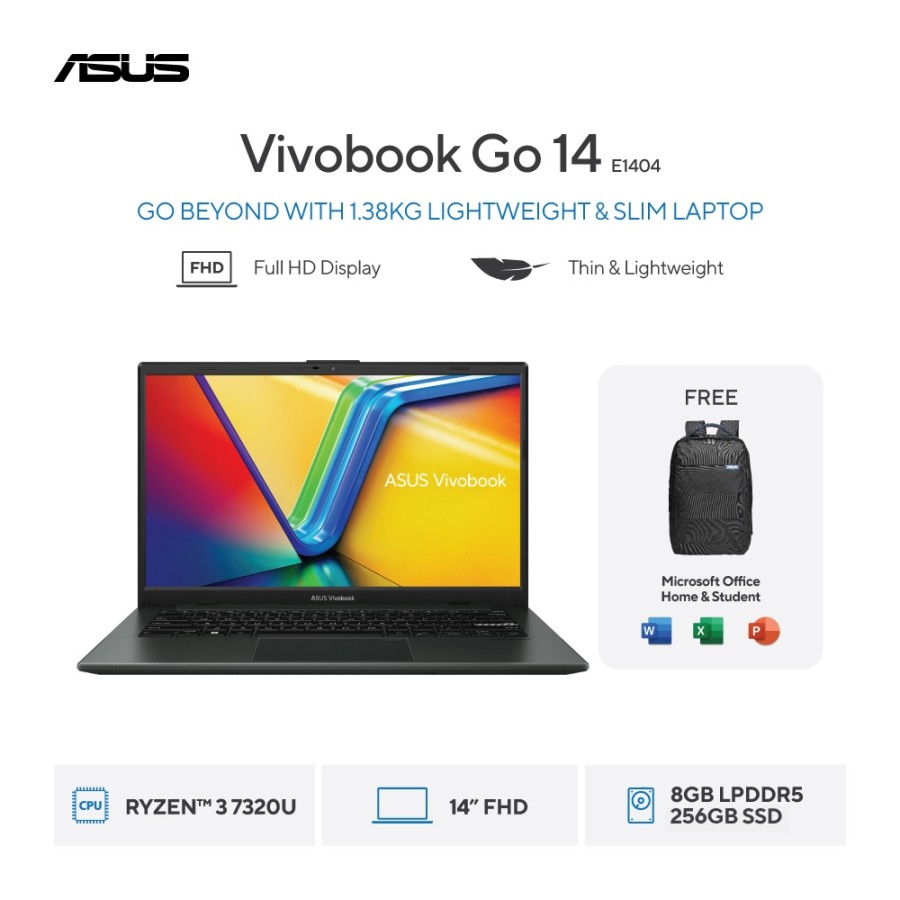 ASUS
Vivobook Go 14 E1404
GO BEYOND WITH 1.38KG LIGHTWEIGHT & SLIM LAPTOP
FHD Full HD Display
Thin & Lightweight
FREE
ASUS Vivobook
ASUS
Microsoft Office
Home & Student
ASUS Vivobook
W X P
CPU RYZEN™ 3 7320U
14″ FHD
8GB LPDDR5
256GB SSD